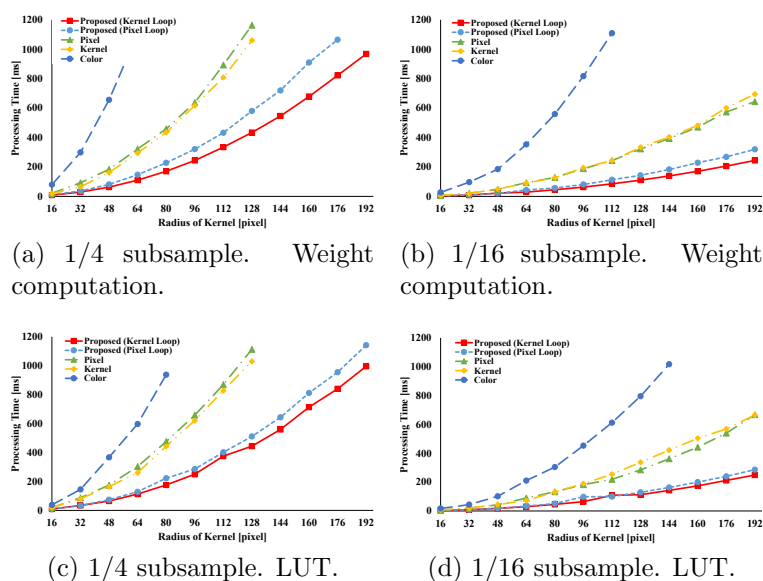 Processing Time [ms]
1200
1000
800
600
400
200
0
Proposed (Kernel Loop)
Proposed (Pixel Loop)
Pixel
Kernel
Color
16 32 48 64 80 96 112 128 144 160 176 192
Radius of Kernel [pixel]
(a) 1/4 subsample. Weight
computation.
Processing Time [ms]
1200
1000
800
600
400
200
0
Proposed (Kernel Loop)
Proposed (Pixel Loop)
Pixel
Kernel
Color
16 32 48 64 80 96 112 128 144 160 176 192
Radius of Kernel [pixel]
(b) 1/16 subsample. Weight
computation.
Processing Time [ms]
1200
1000
800
600
400
200
0
Proposed (Kernel Loop)
Proposed (Pixel Loop)
Pixel
Kernel
Color
16 32 48 64 80 96 112 128 144 160 176 192
Radius of Kernel [pixel]
(c) 1/4 subsample. LUT.
Processing Time [ms]
1200
1000
800
600
400
200
0
Proposed (Kernel Loop)
Proposed (Pixel Loop)
Pixel
Kernel
Color
16 32 48 64 80 96 112 128 144 160 176 192
Radius of Kernel [pixel]
(d) 1/16 subsample. LUT.